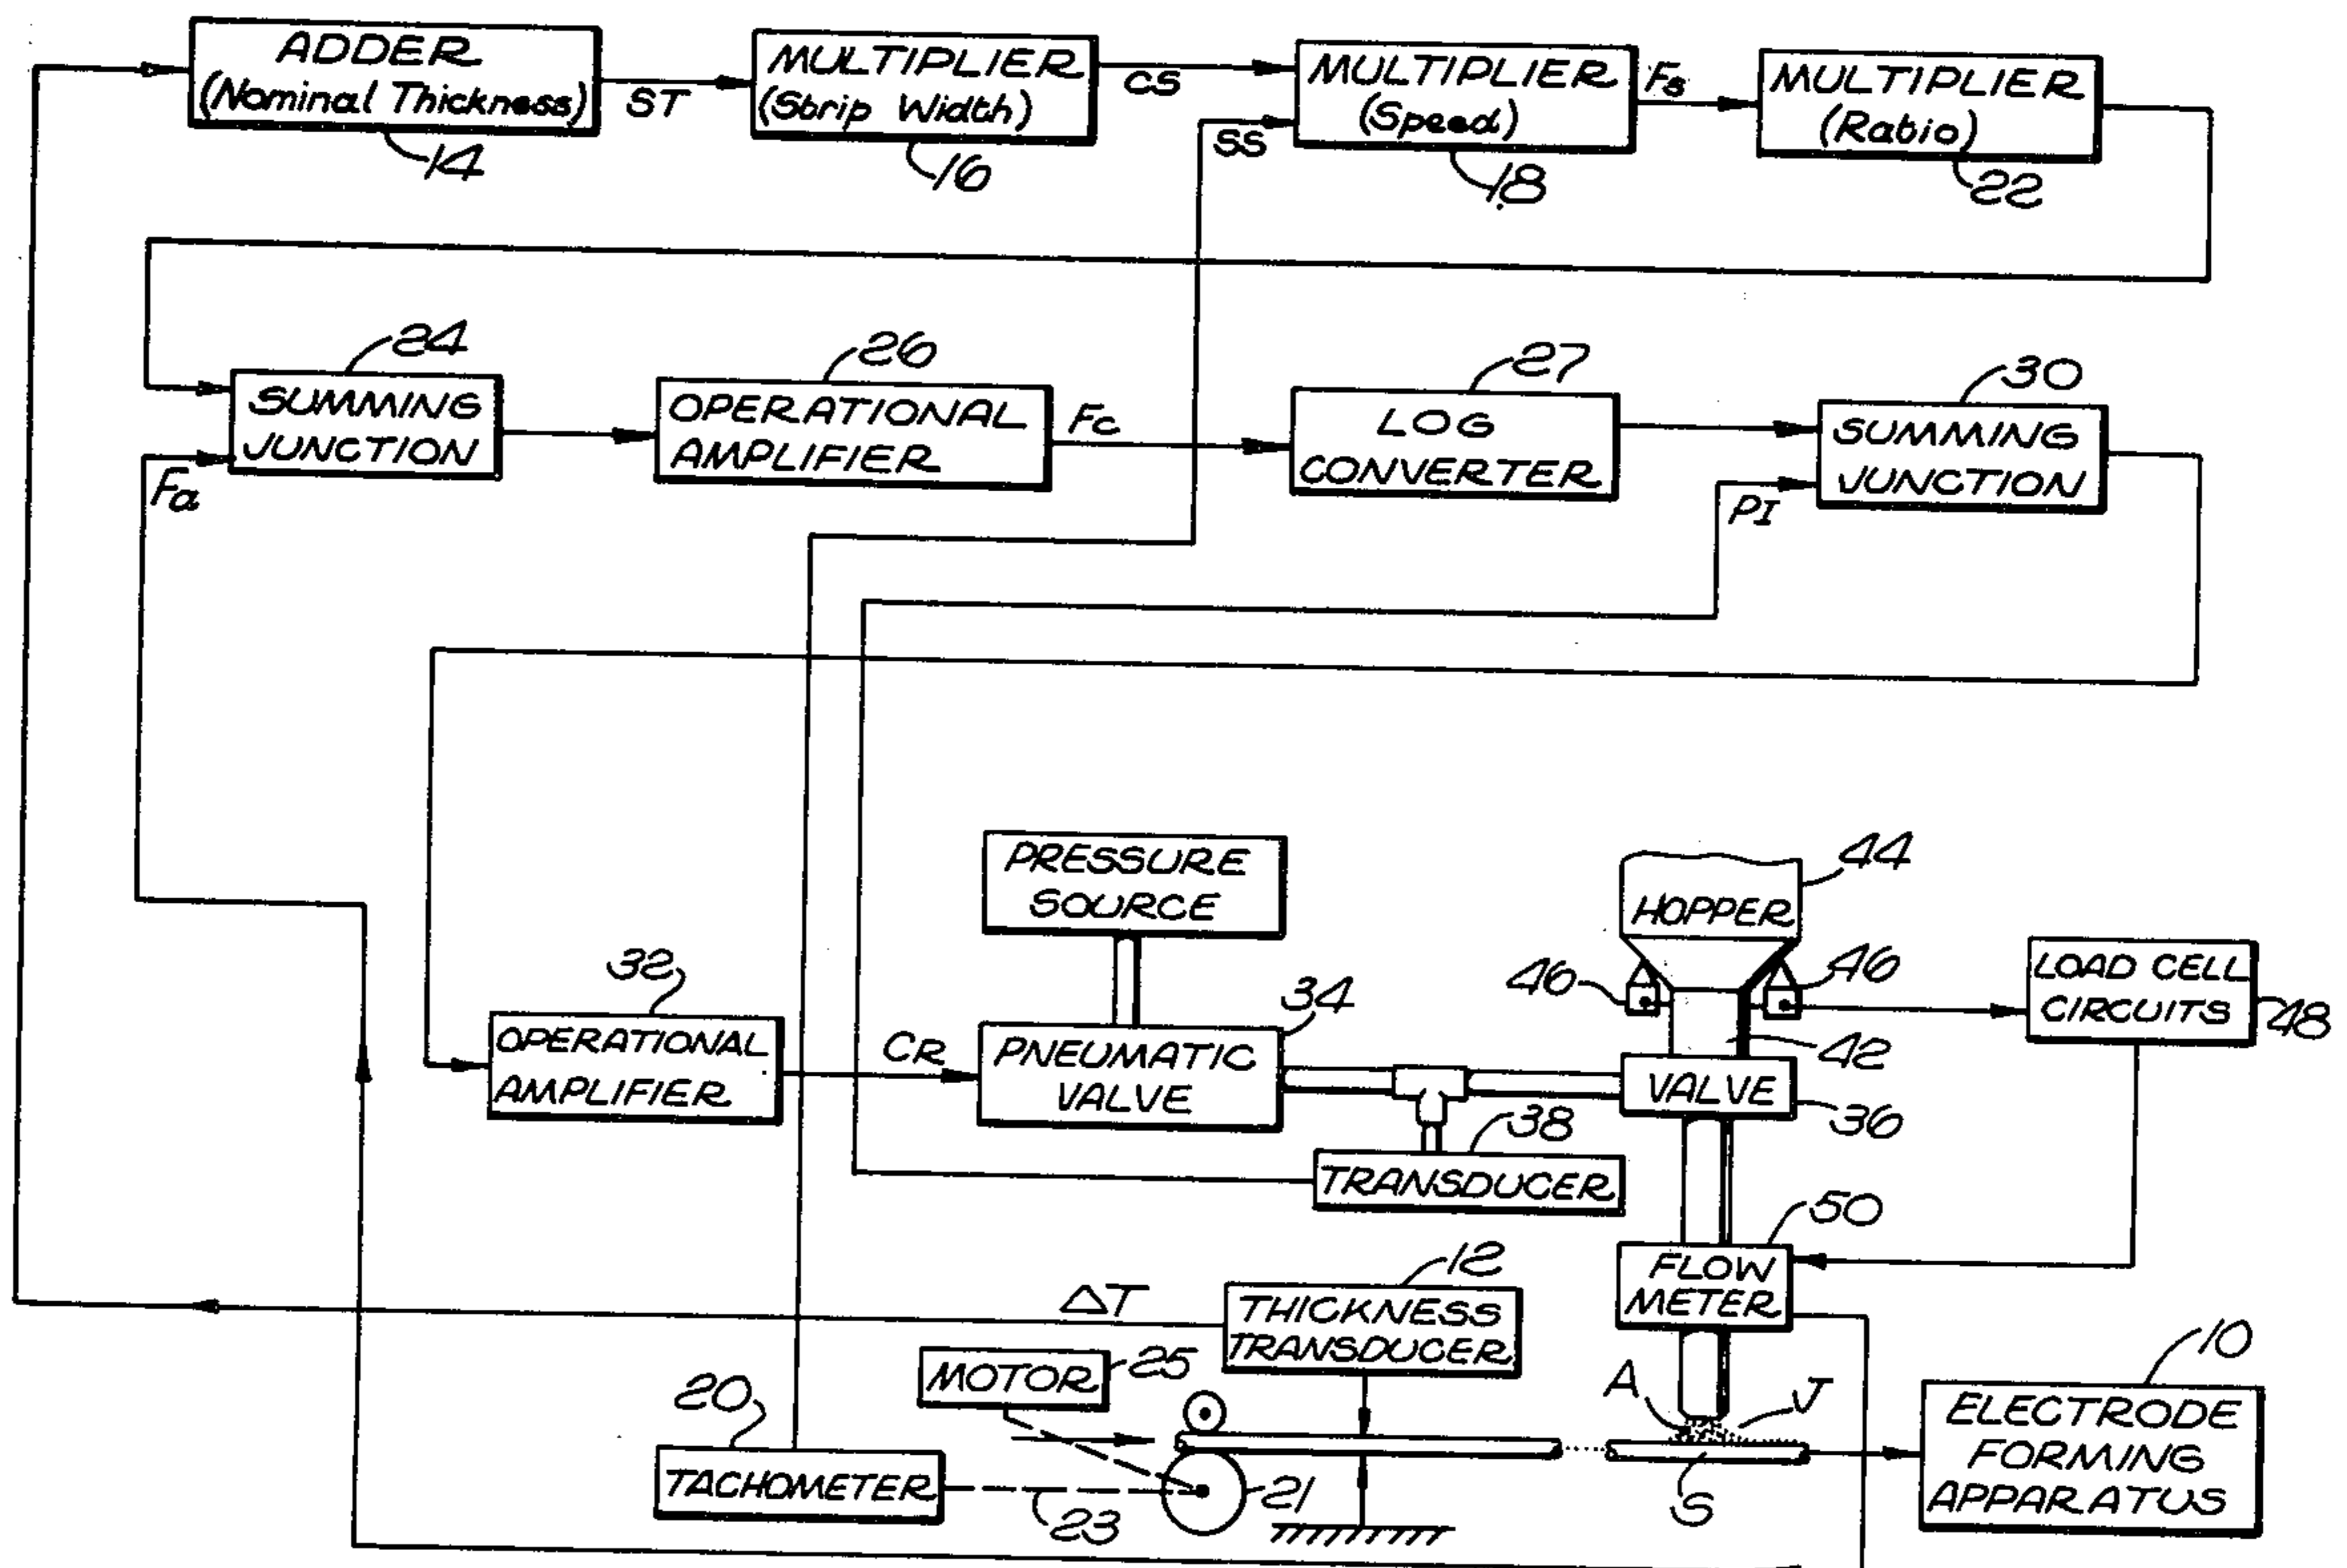 ADDER
(Nominal Thickness)
14
ST
MULTIPLIER
(Strip Width)
16
CS
SS
MULTIPLIER
(Speed)
18
Fs
MULTIPLIER
(Ratio)
22
24
SUMMING
JUNCTION
Fa
26
OPERATIONAL
AMPLIFIER
Fc
27
LOG
CONVERTER
30
SUMMING
JUNCTION
PI
PRESSURE
SOURCE
44
HOPPER
46
46
LOAD CELL
CIRCUITS
48
32
OPERATIONAL
AMPLIFIER
CR
34
PNEUMATIC
VALVE
42
VALVE
36
38
TRANSDUCER
50
FLOW
METER
ΔT
12
THICKNESS
TRANSDUCER
MOTOR
25
20
TACHOMETER
23
21
A
J
S
10
ELECTRODE
FORMING
APPARATUS